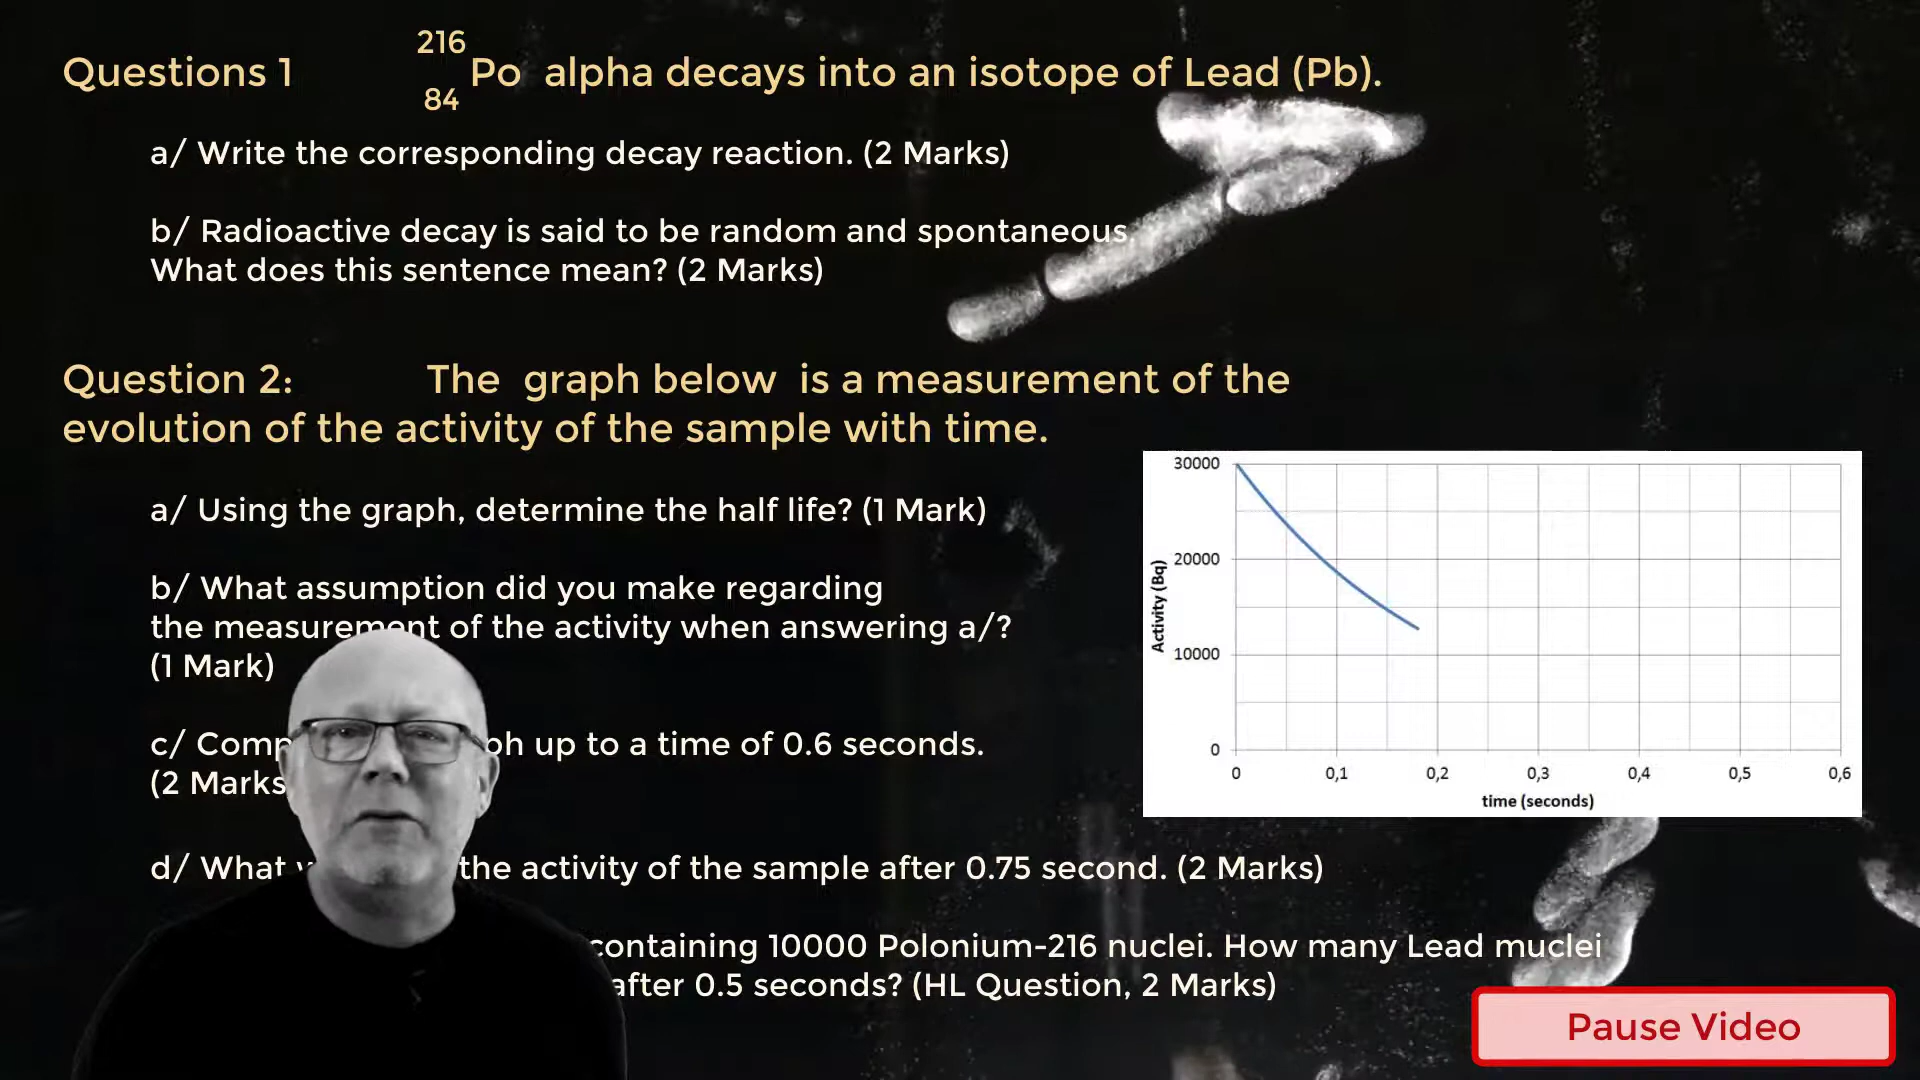 216
Questions 1 Po alpha decays into an isotope of Lead (Pb).
84
a/ Write the corresponding decay reaction. (2 Marks)
b/ Radioactive decay is said to be random and spontaneous.
What does this sentence mean? (2 Marks)
Question 2: The graph below is a measurement of the
evolution of the activity of the sample with time.
a/ Using the graph, determine the half life? (1 Mark)
b/ What assumption did you make regarding
the measurement of the activity when answering a/?
(1 Mark)
c/ up to a time of 0.6 seconds.
(2 Marks
d/ What the activity of the sample after 0.75 second. (2 Marks)
containing 10000 Polonium-216 nuclei. How many Lead muclei
after 0.5 seconds? (HL Question, 2 Marks)
30000
20000
10000
0
Activity (Bq)
0 0,1 0,2 0,3 0,4 0,5 0,6
time (seconds)
Pause Video